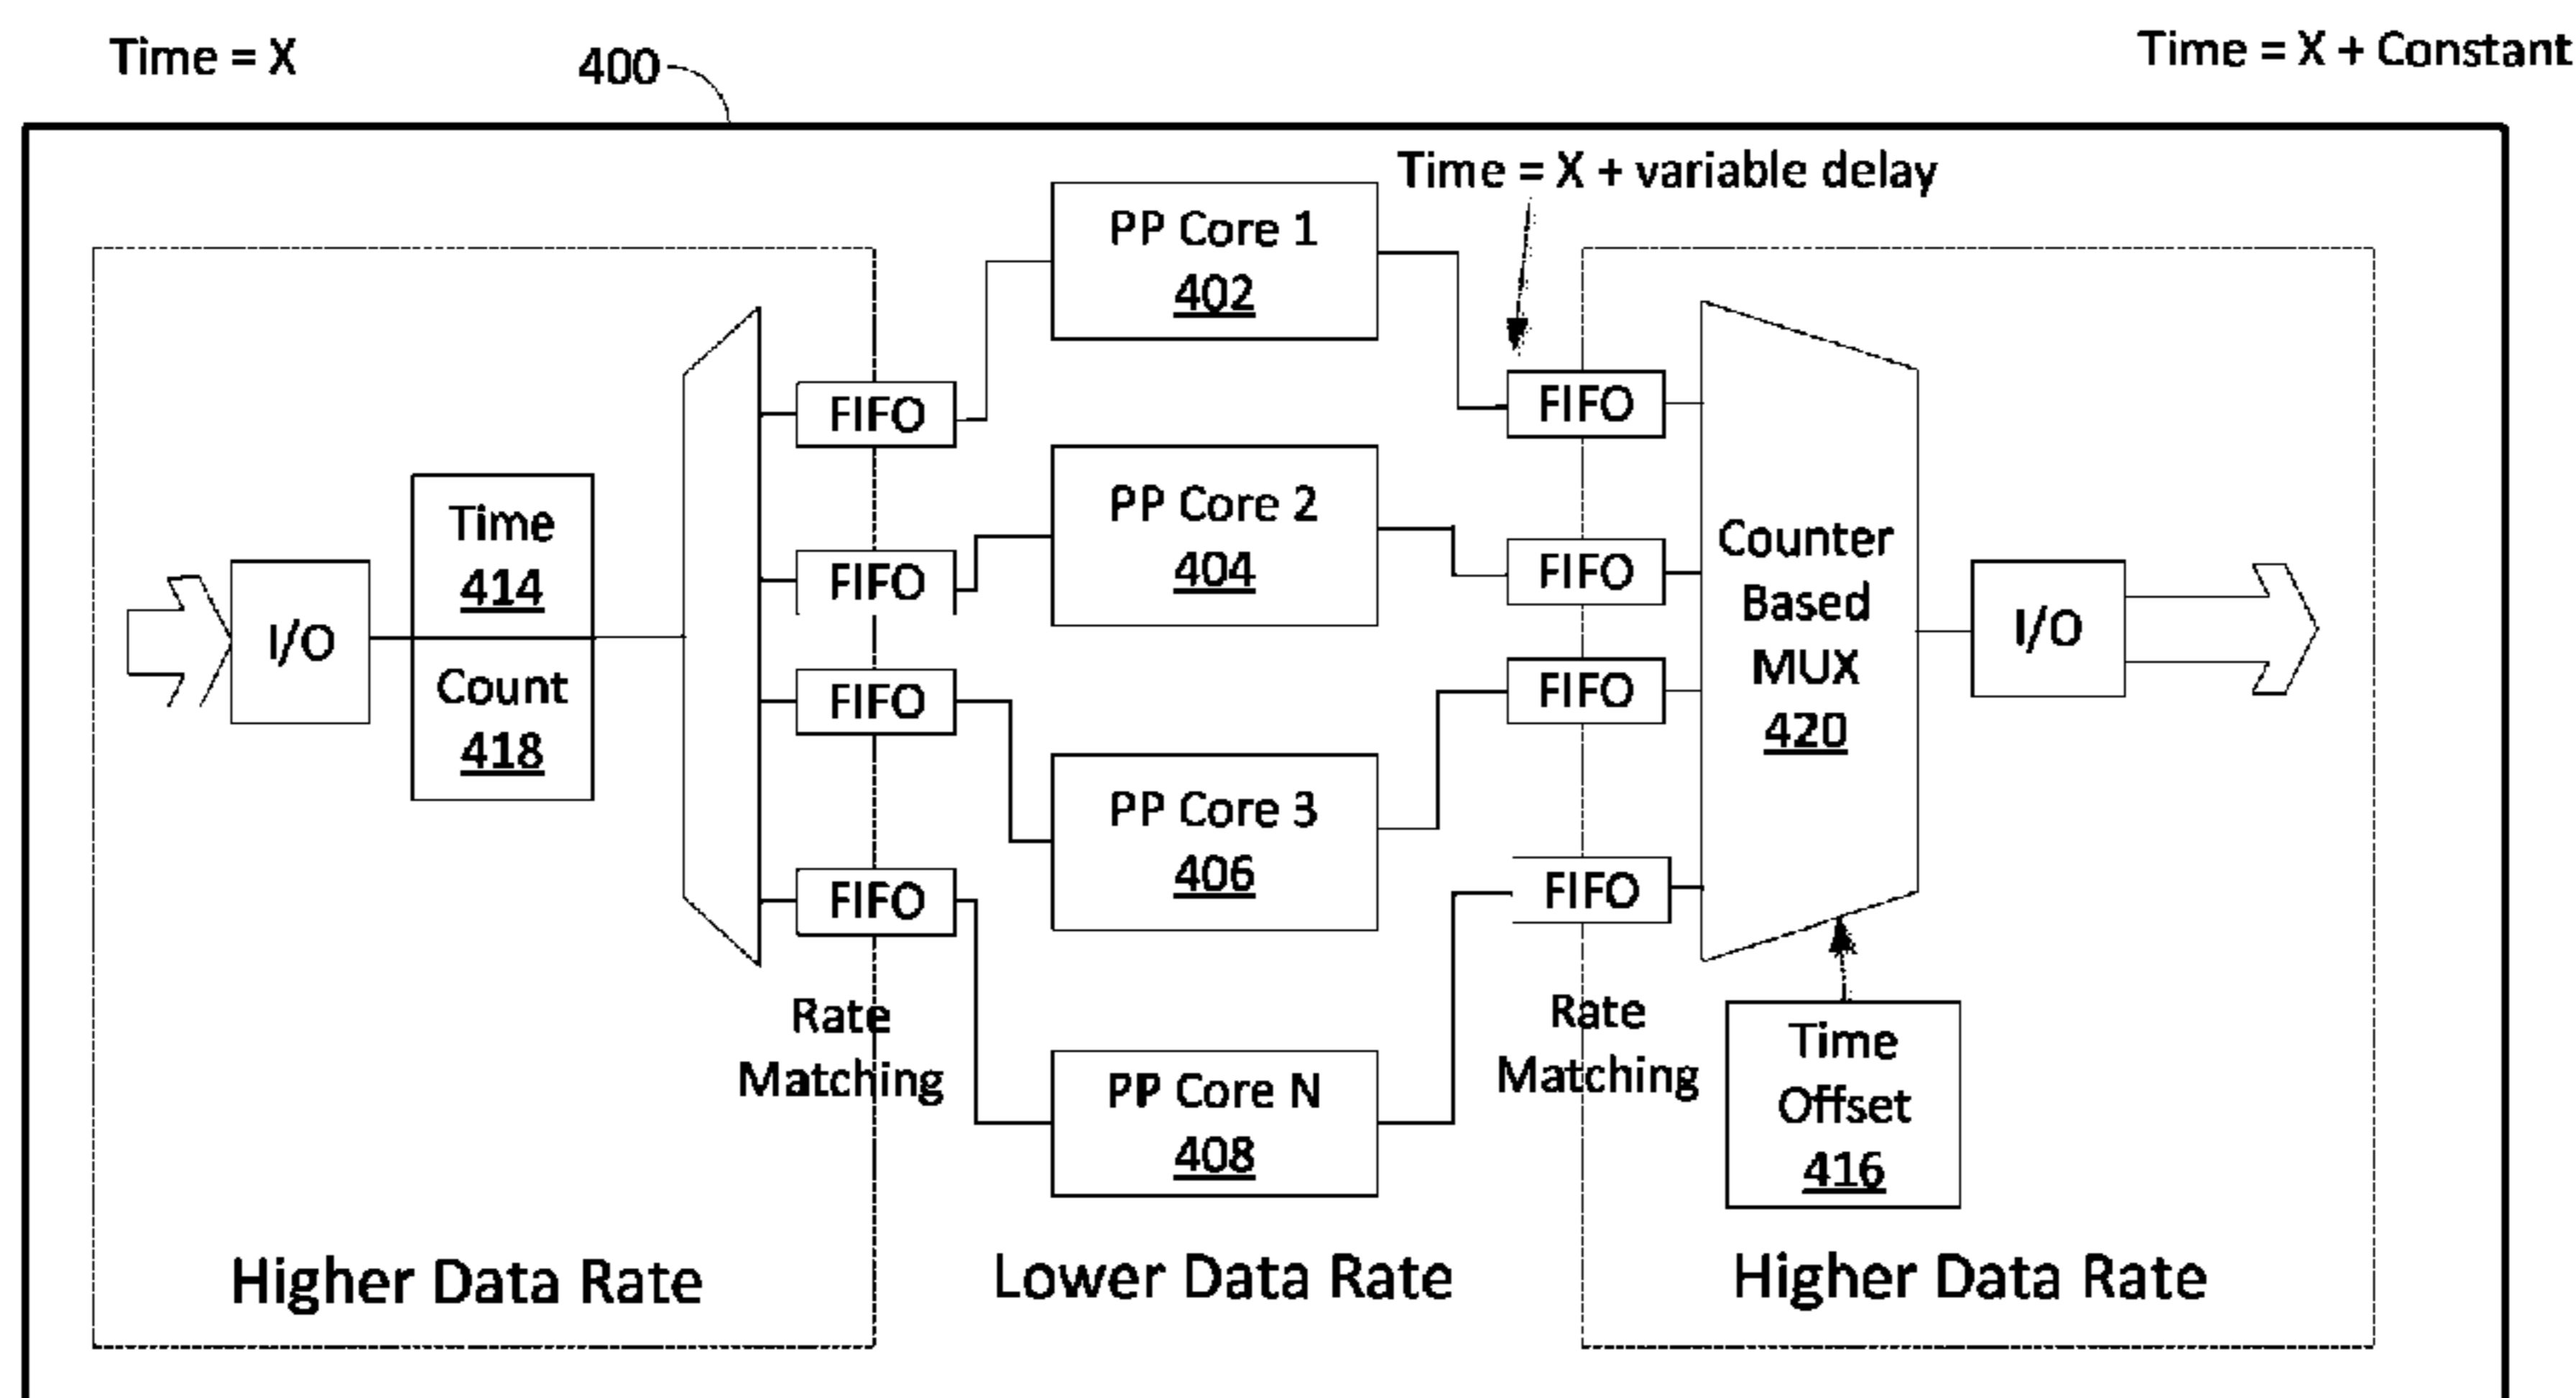 Time = X
400
Time = X + Constant
Time = X + variable delay
PP Core 1
402
FIFO
FIFO
PP Core 2
404
FIFO
FIFO
Time
414
Count
418
I/O
Counter
Based
MUX
420
I/O
FIFO
FIFO
PP Core 3
406
FIFO
FIFO
Rate
Matching
PP Core N
408
Rate
Matching
Time
Offset
416
Higher Data Rate
Lower Data Rate
Higher Data Rate